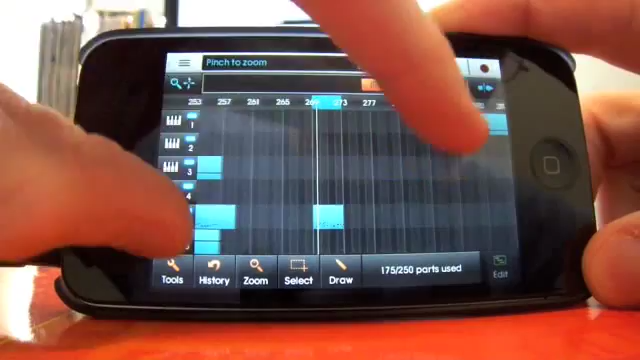 Pinch to zoom
253 257 261 265 269 273 277
1
2
3
4
Tools History Zoom Select Draw 175/250 parts used Edit